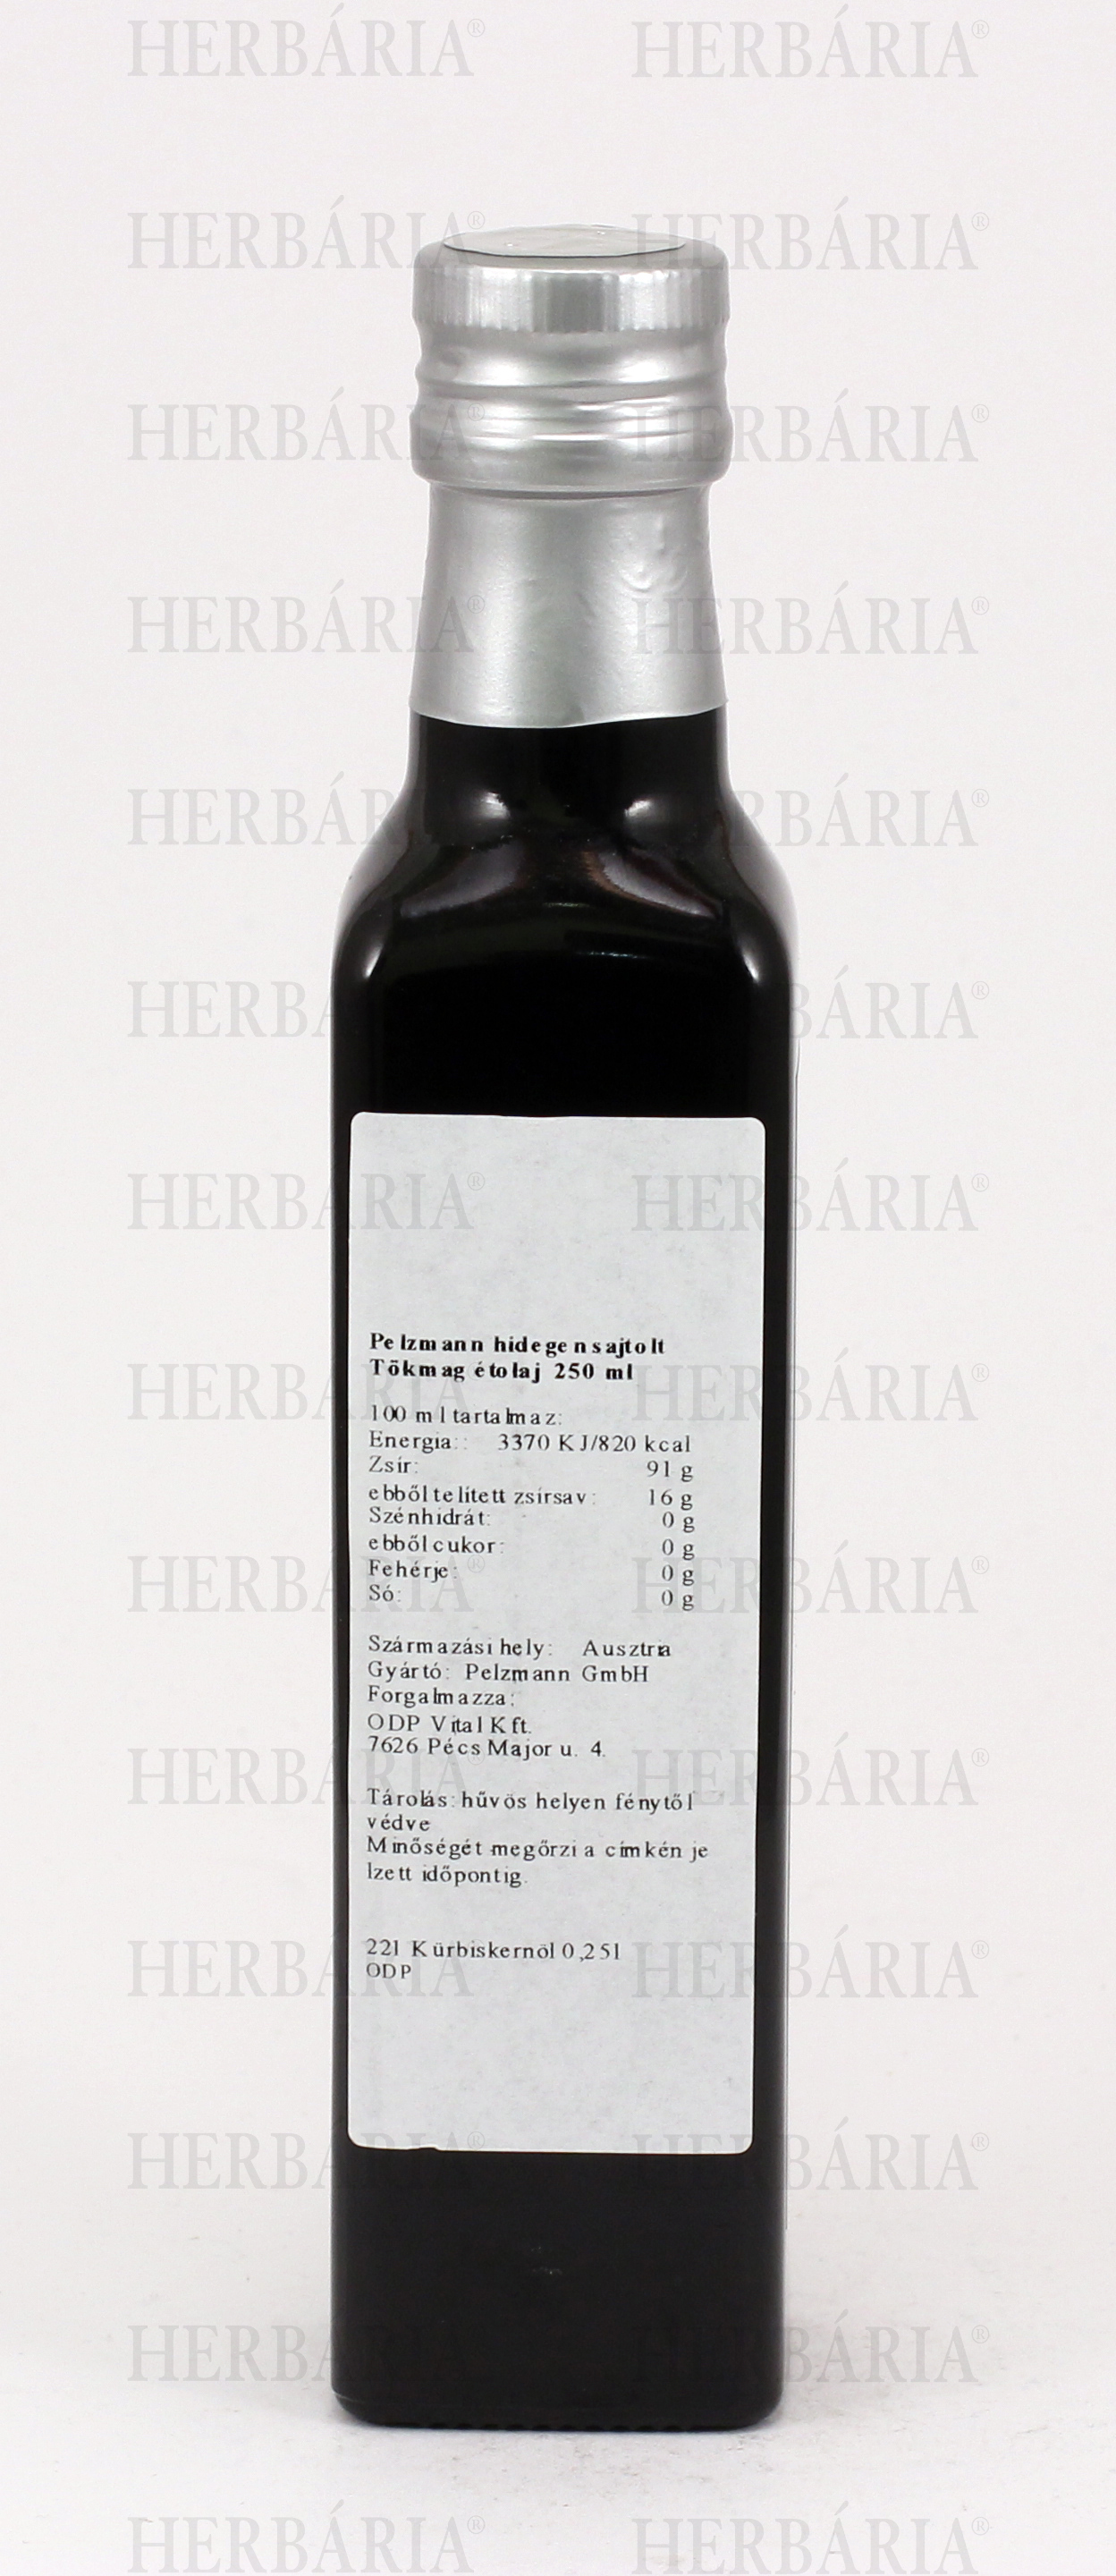 Pelzmann hidegensajtolt
Tökmag étolaj 250 ml
100 ml tartalmaz:
Energia: : 3370 KJ/820 kcal
Zsír: 91 g
ebből telített zsírsav: 16 g
Szénhidrát: 0 g
ebből cukor: 0 g
Fehérje: 0 g
Só: 0 g
Származási hely: Ausztria
Gyártó: Pelzmann GmbH
Forgalmazza:
ODP Vital Kft.
7626 Pécs Major u. 4.
Tárolás: hűvös helyen fénytől
védve
Minőségét megőrzi a címkén je
lzett időpontig.
221 Kürbiskernöl 0,25l
ODP
HERBÁRIA®